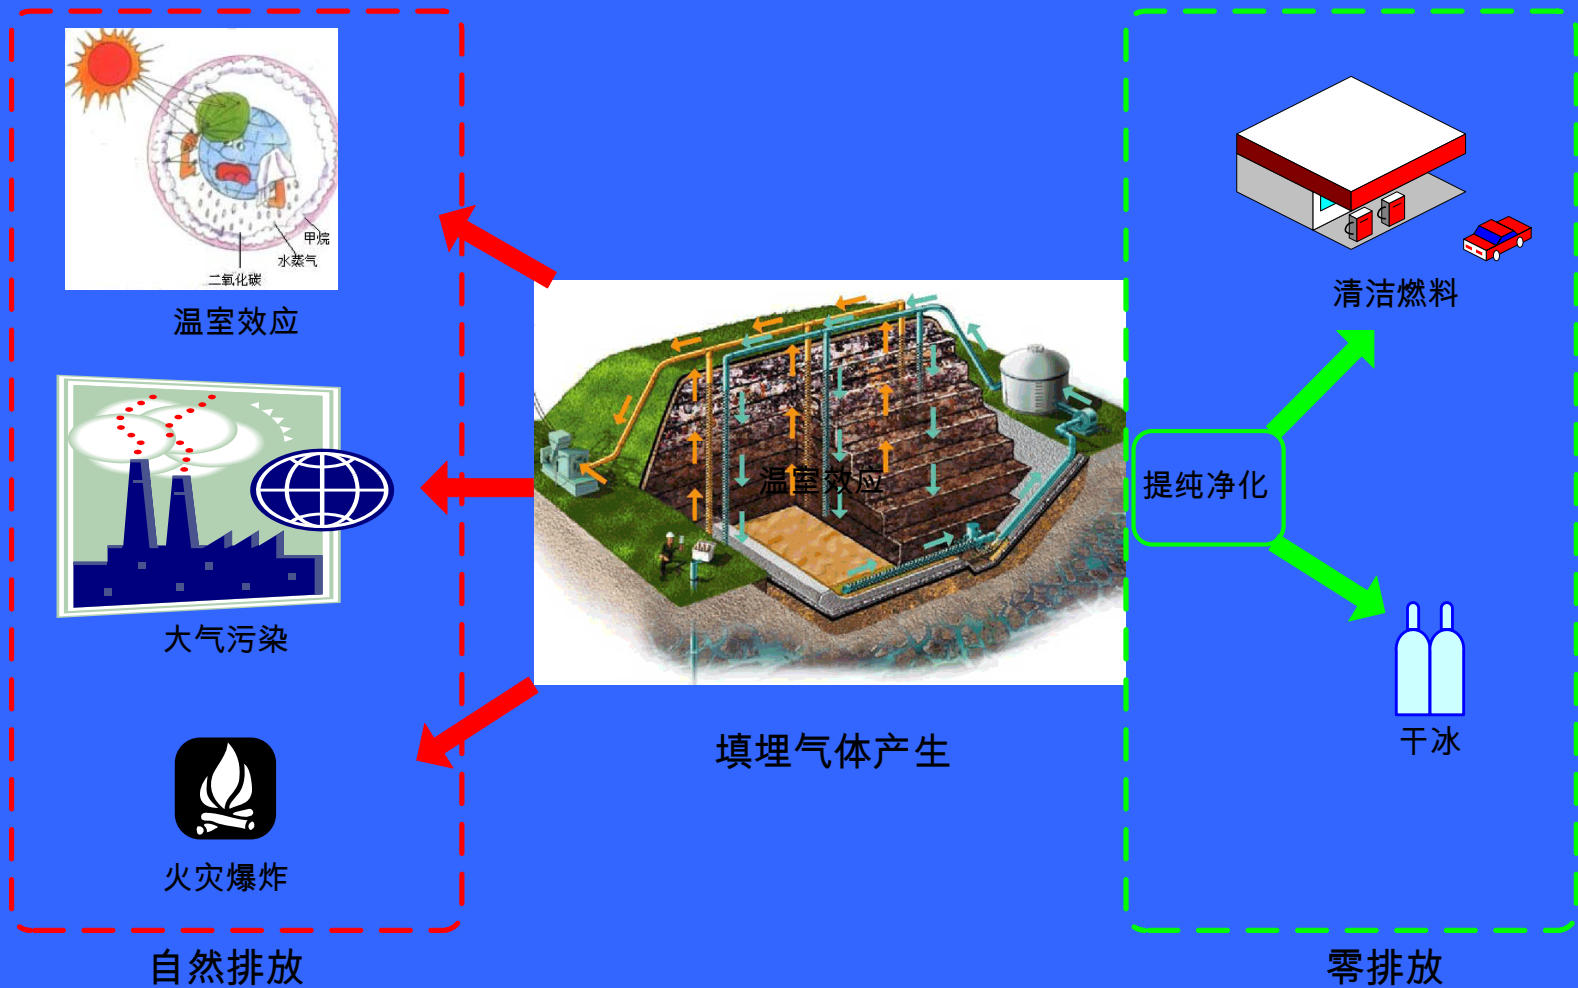 甲烷
水蒸气
二氧化碳
温室效应
大气污染
火灾爆炸
自然排放
温室效应
填埋气体产生
清洁燃料
提纯净化
干冰
零排放